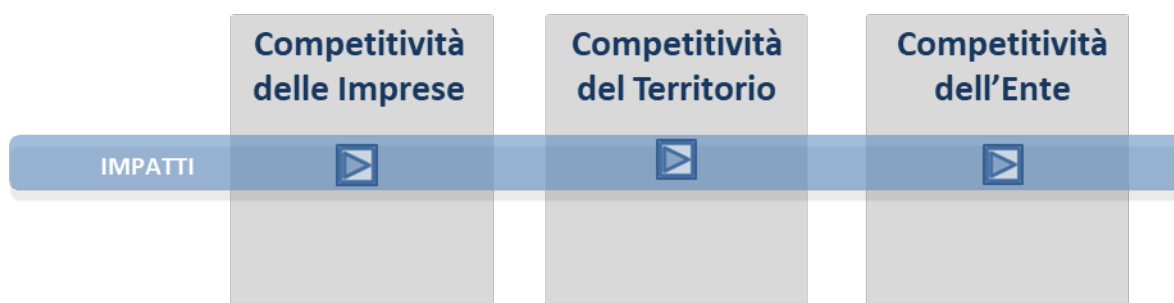 Competitività
delle Imprese
Competitività
del Territorio
Competitività
dell’Ente
IMPATTI